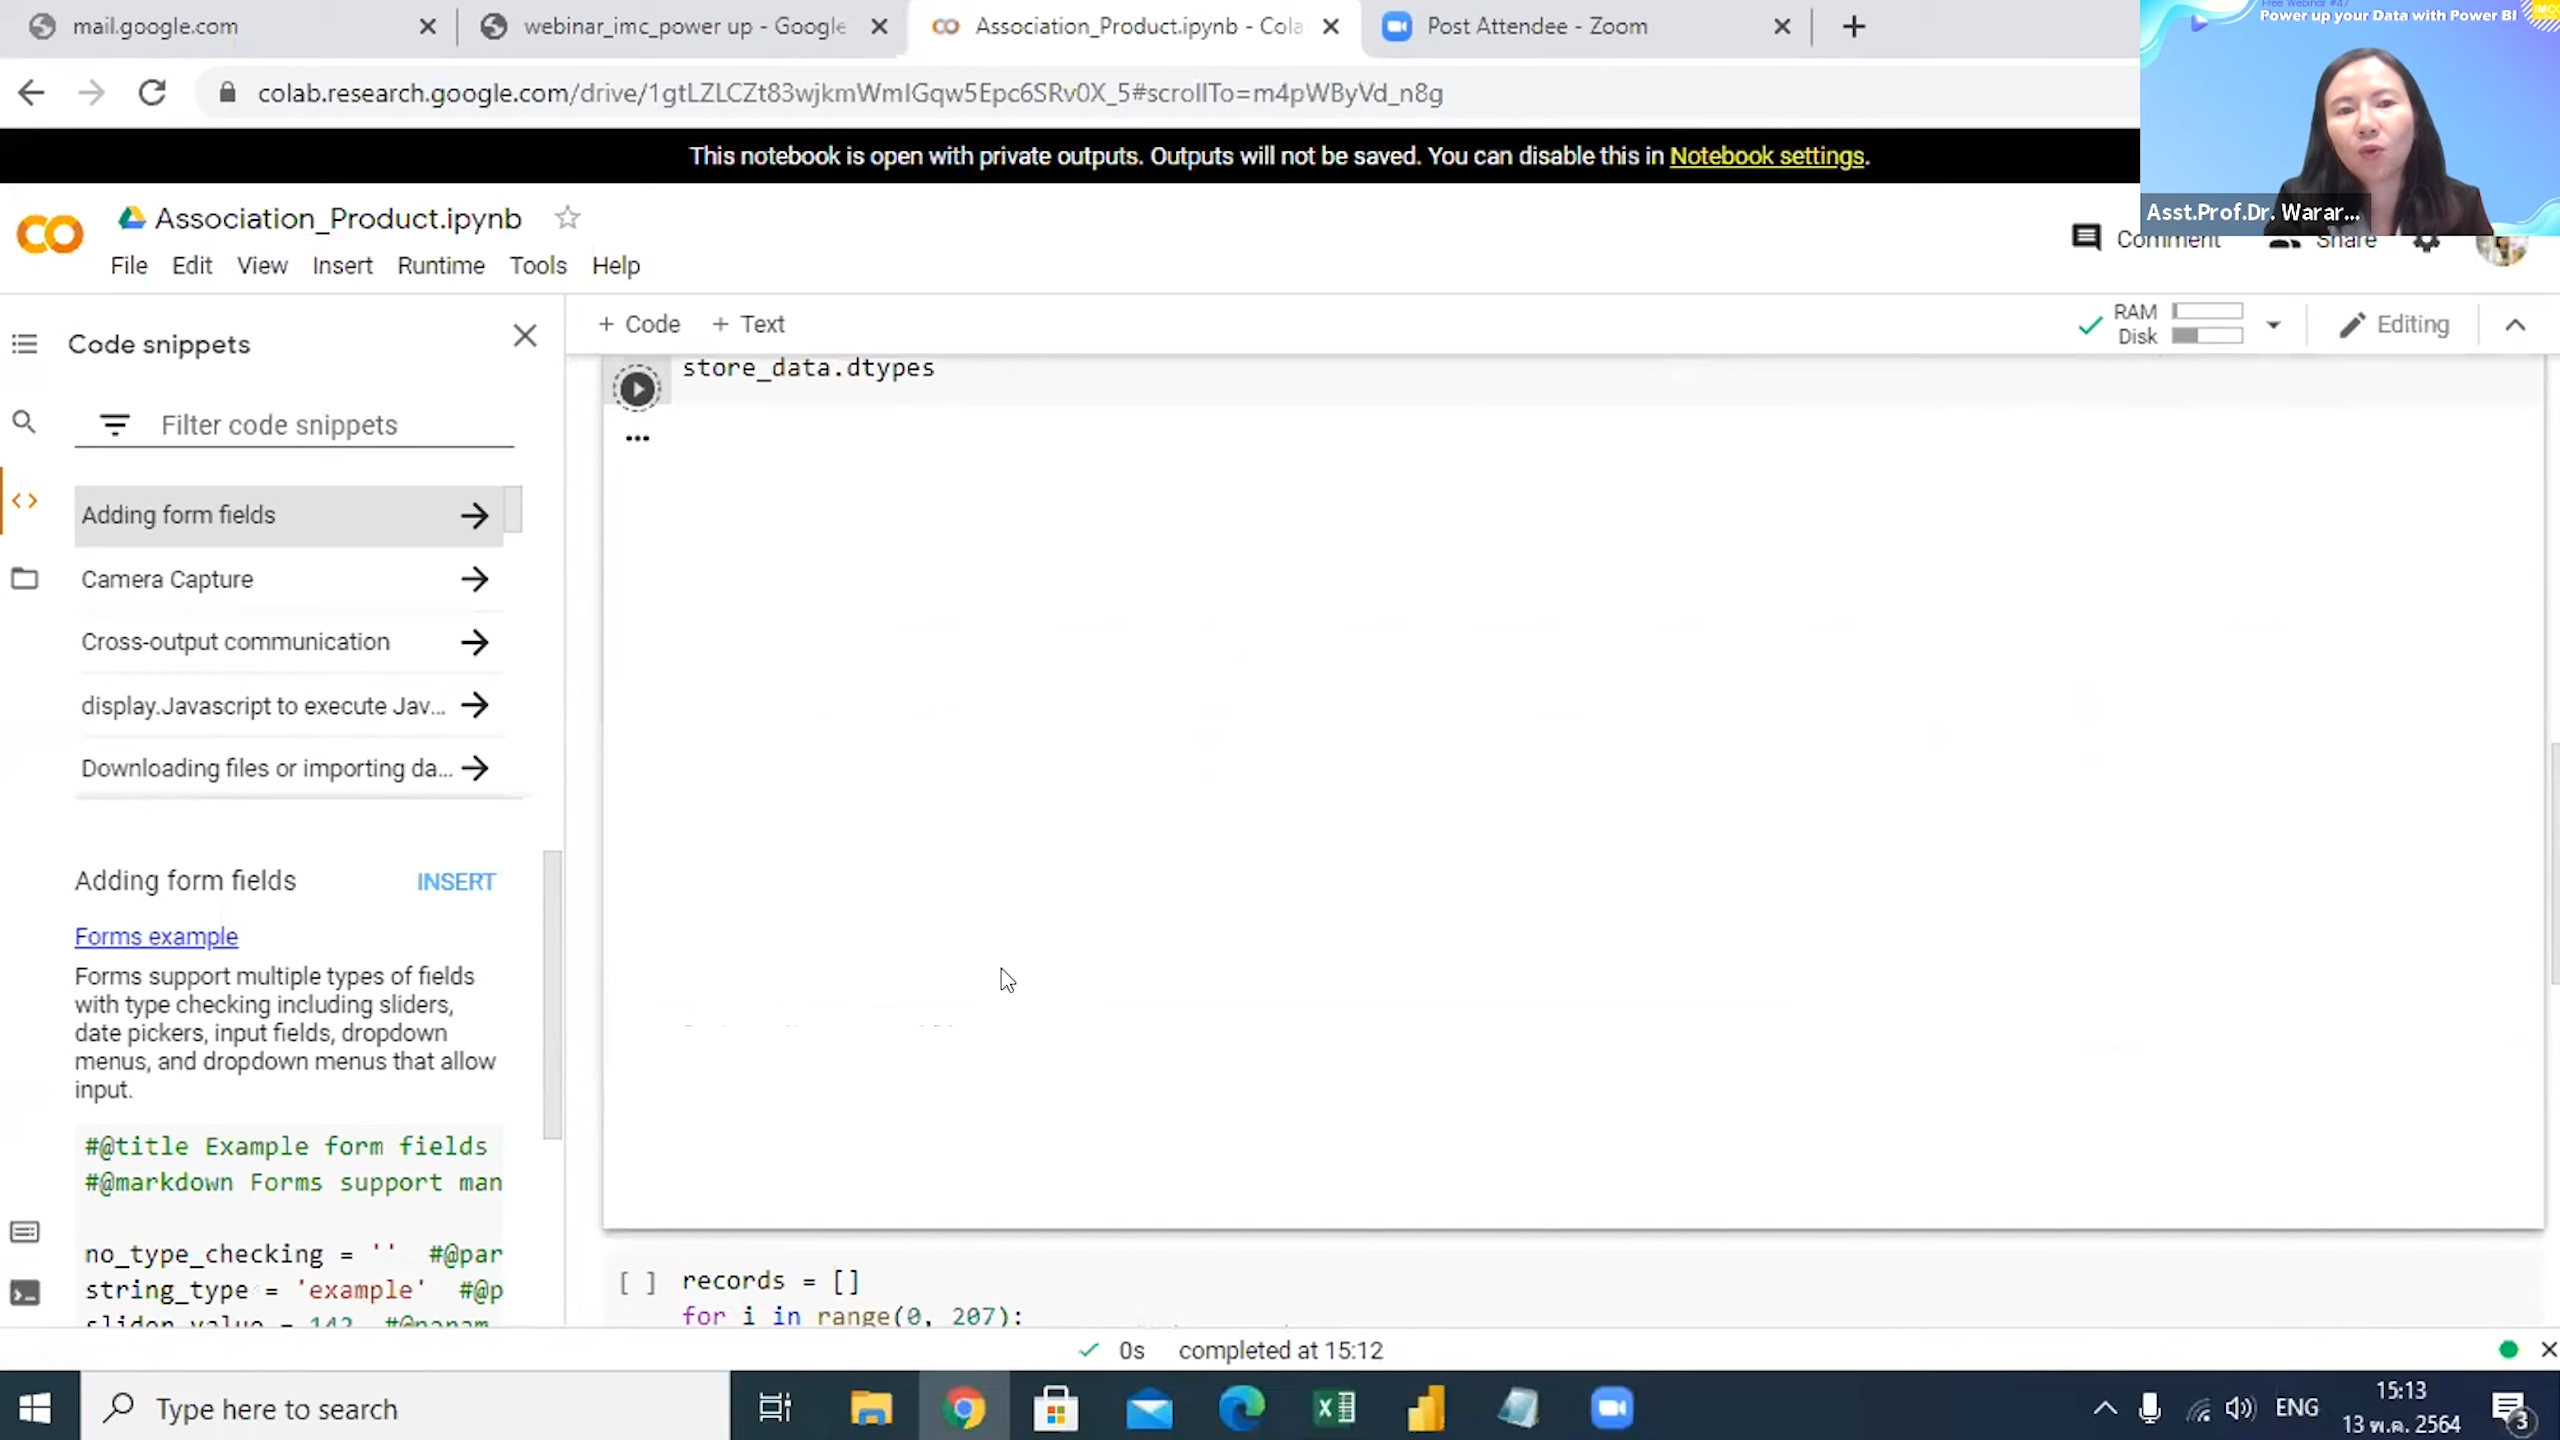 mail.google.com
webinar_imc_power up - Google
Association_Product.ipynb - Cola
Post Attendee - Zoom
Free Webinar #47
Power up your Data with Power BI
IMC
colab.research.google.com/drive/1gtLZLCZt83wjkmWmIGqw5Epc6SRv0X_5#scrollTo=m4pWByVd_n8g
This notebook is open with private outputs. Outputs will not be saved. You can disable this in Notebook settings.
Asst.Prof.Dr. Warar...
Association_Product.ipynb
Comment
Share
File Edit View Insert Runtime Tools Help
+ Code + Text
RAM
Disk
Editing
Code snippets
Filter code snippets
Adding form fields
Camera Capture
Cross-output communication
display.Javascript to execute Jav...
Downloading files or importing da...
Adding form fields
INSERT
Forms example
Forms support multiple types of fields
with type checking including sliders,
date pickers, input fields, dropdown
menus, and dropdown menus that allow
input.
#@title Example form fields
#@markdown Forms support man
no_type_checking = '' #@par
string_type = 'example' #@p
slider_value = 142 #@param
store_data.dtypes
[ ] records = []
for i in range(0, 207):
0s completed at 15:12
Type here to search
ENG
15:13
13 พ.ค. 2564
3